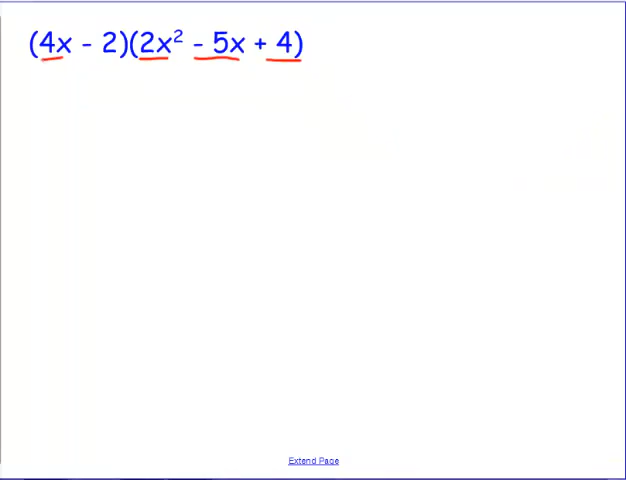 (4x - 2)(2x² - 5x + 4)
Extend Page